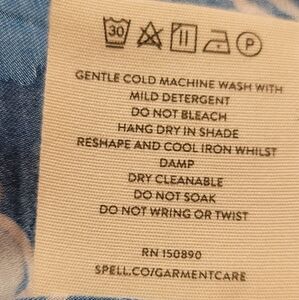 30 P
GENTLE COLD MACHINE WASH WITH
MILD DETERGENT
DO NOT BLEACH
HANG DRY IN SHADE
RESHAPE AND COOL IRON WHILST
DAMP
DRY CLEANABLE
DO NOT SOAK
DO NOT WRING OR TWIST
RN 150890
SPELL.CO/GARMENTCARE